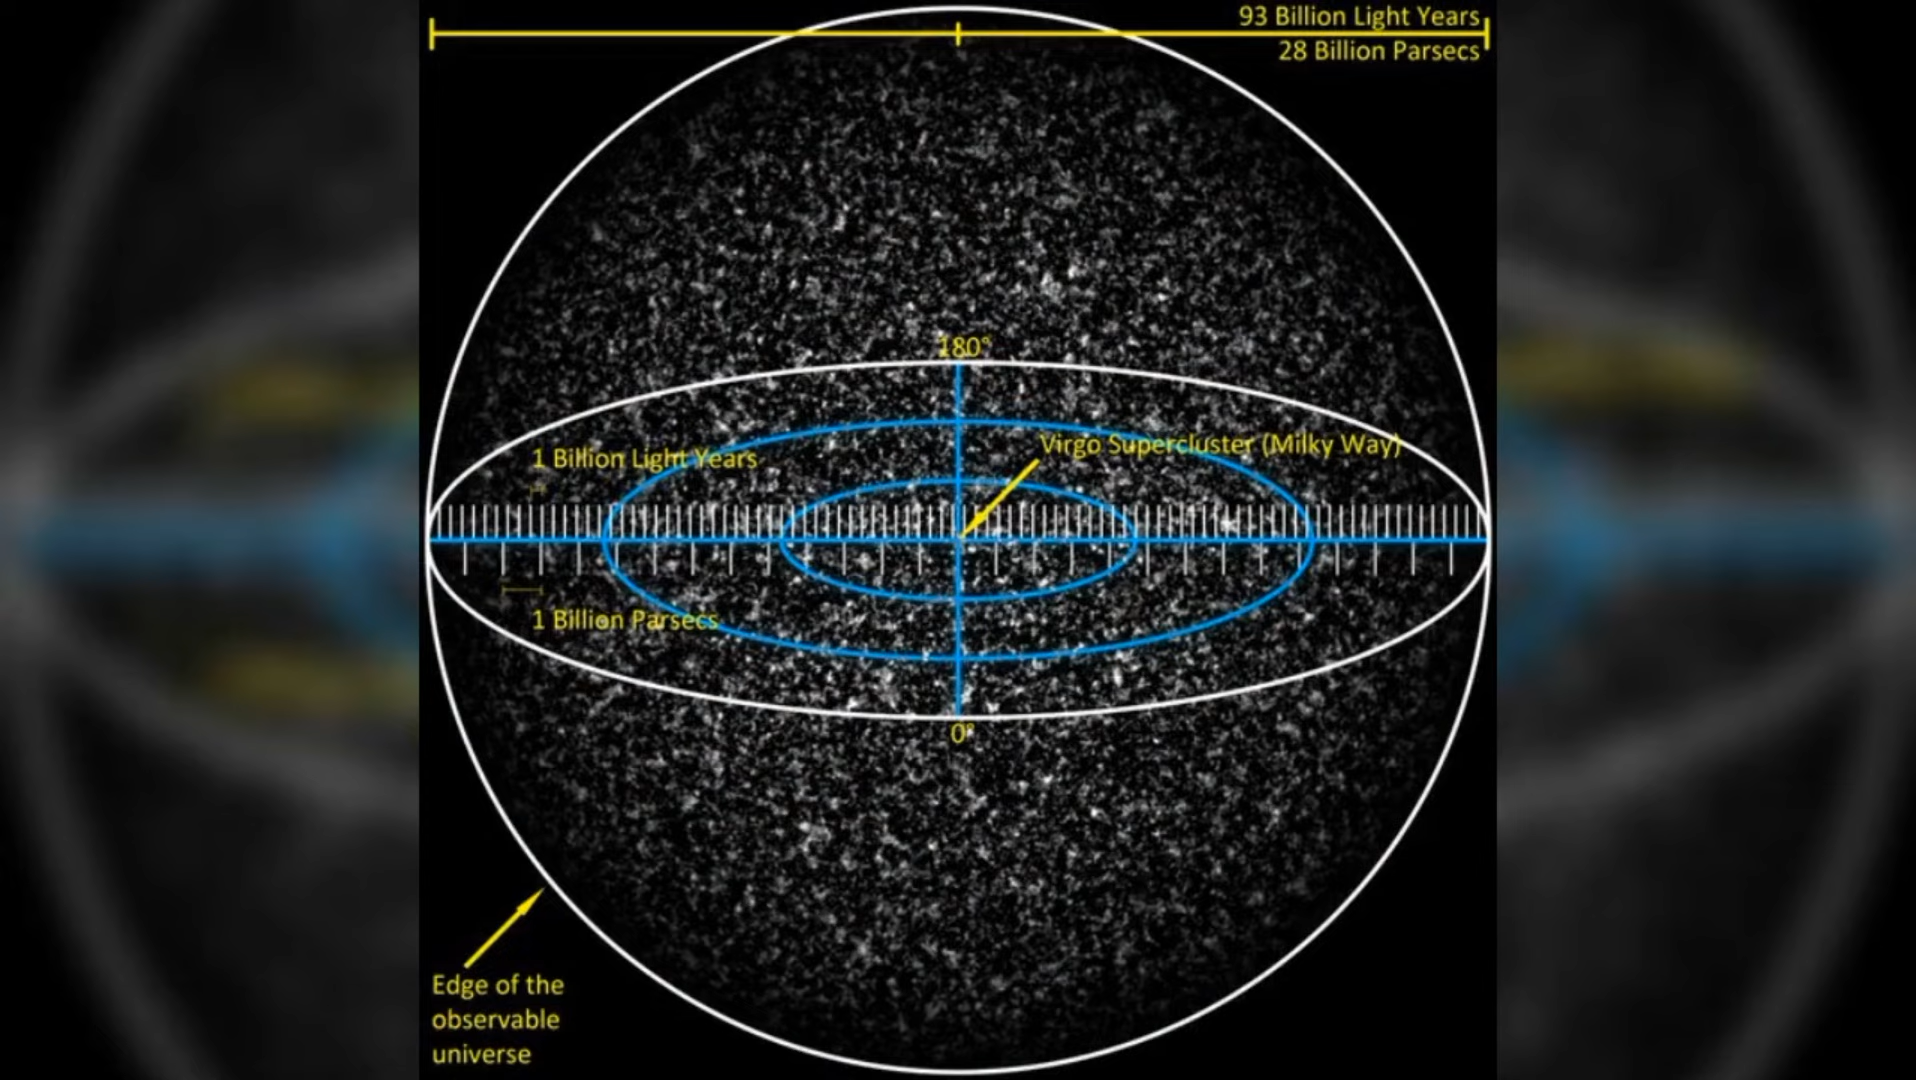 93 Billion Light Years
28 Billion Parsecs
180°
Virgo Supercluster (Milky Way)
1 Billion Light Years
1 Billion Parsecs
0°
Edge of the
observable
universe